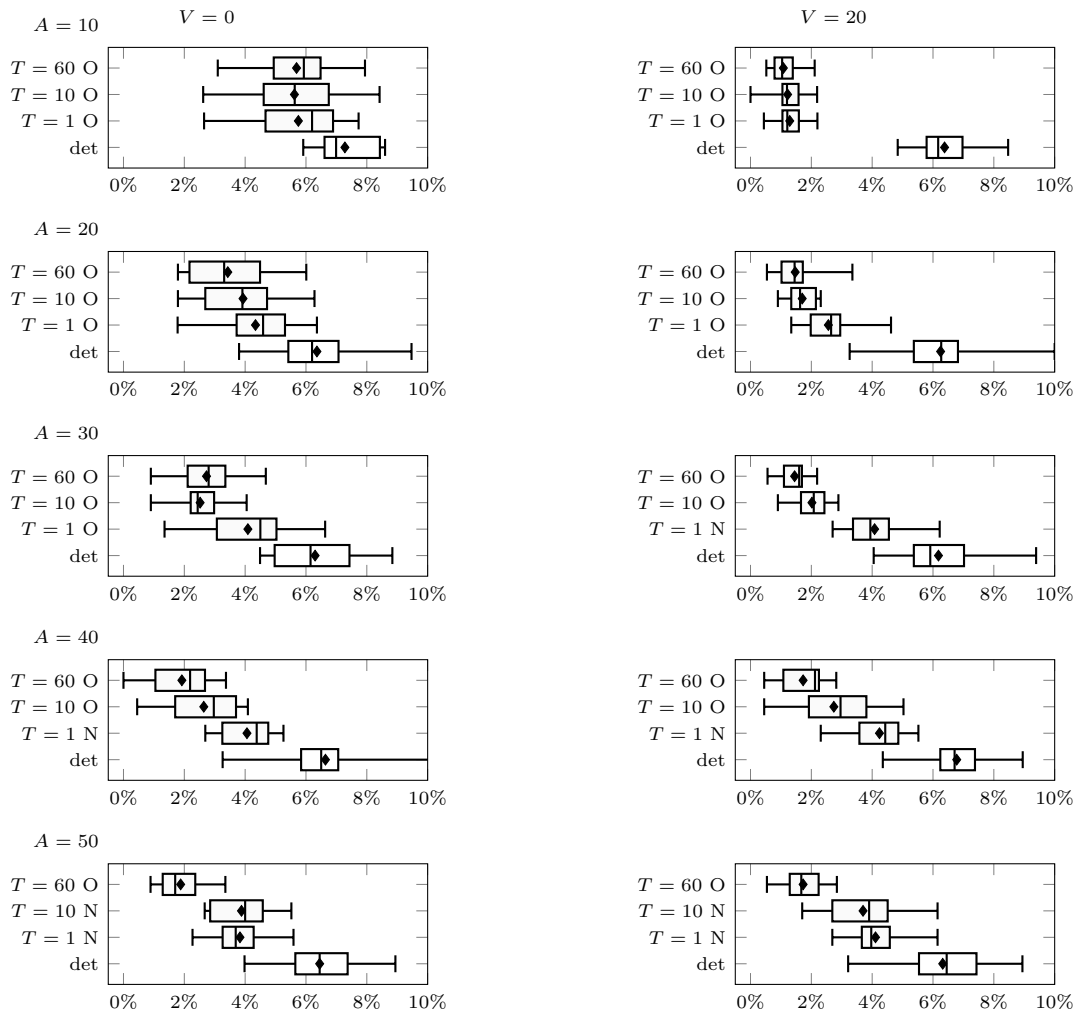 V = 0 V = 20
A = 10
T = 60 O T = 60 O
T = 10 O T = 10 O
T = 1 O T = 1 O
det det
0% 2% 4% 6% 8% 10% 0% 2% 4% 6% 8% 10%
A = 20
T = 60 O T = 60 O
T = 10 O T = 10 O
T = 1 O T = 1 O
det det
0% 2% 4% 6% 8% 10% 0% 2% 4% 6% 8% 10%
A = 30
T = 60 O T = 60 O
T = 10 O T = 10 O
T = 1 O T = 1 N
det det
0% 2% 4% 6% 8% 10% 0% 2% 4% 6% 8% 10%
A = 40
T = 60 O T = 60 O
T = 10 O T = 10 O
T = 1 N T = 1 N
det det
0% 2% 4% 6% 8% 10% 0% 2% 4% 6% 8% 10%
A = 50
T = 60 O T = 60 O
T = 10 N T = 10 N
T = 1 N T = 1 N
det det
0% 2% 4% 6% 8% 10% 0% 2% 4% 6% 8% 10%